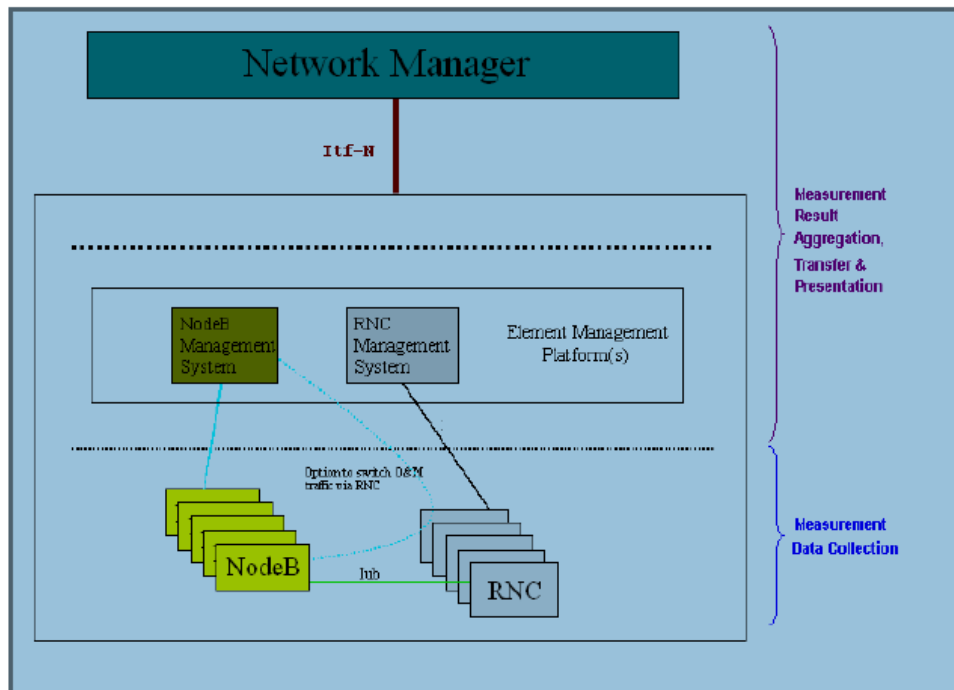 Network Manager
Itf-N
Measurement
Result
Aggregation,
Transfer &
Presentation
NodeB
Management
System
RNC
Management
System
Element Management
Platform(s)
Option to switch O&M
traffic via RNC
Measurement
Data Collection
NodeB
Iub
RNC